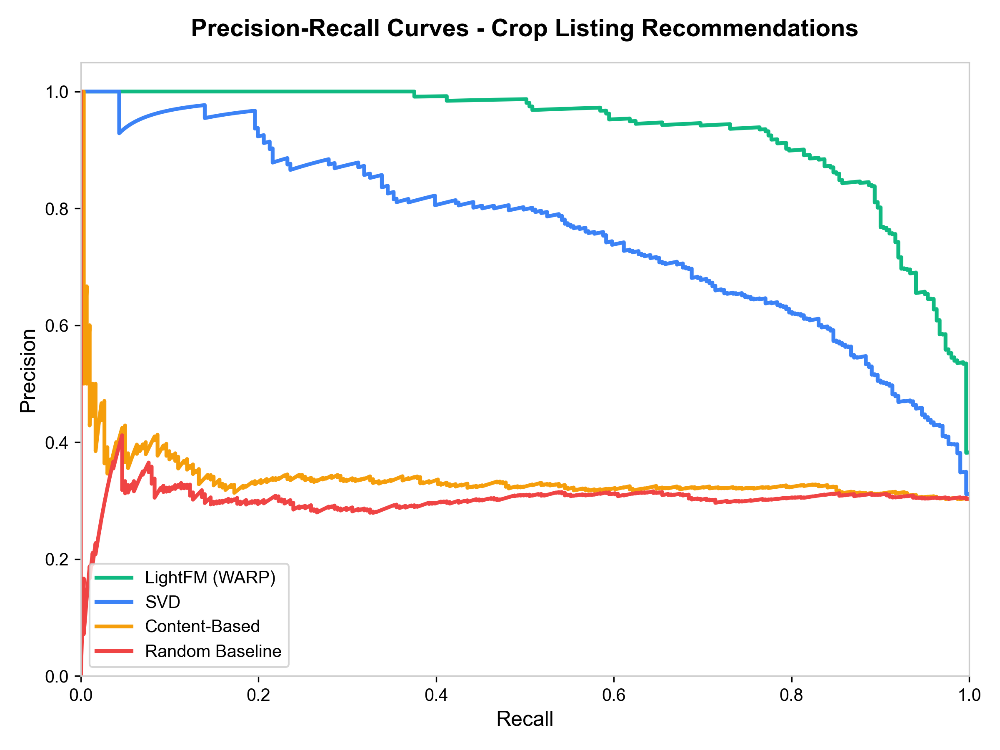 Precision-Recall Curves - Crop Listing Recommendations
Precision
1.0
0.8
0.6
0.4
0.2
0.0
LightFM (WARP)
SVD
Content-Based
Random Baseline
0.0 0.2 0.4 0.6 0.8 1.0
Recall